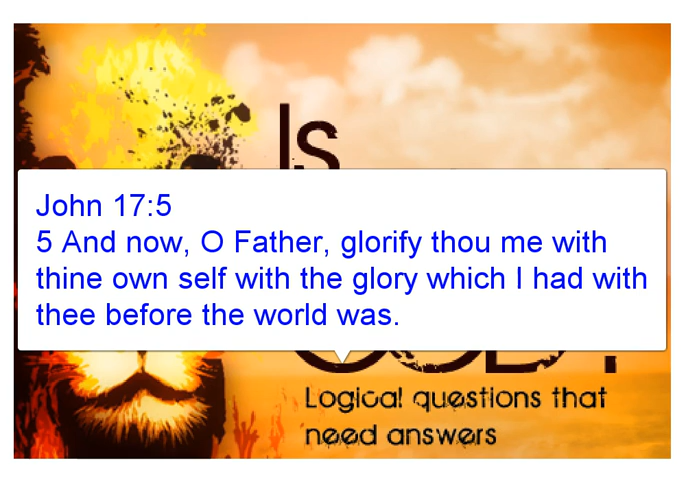 Is
John 17:5
5 And now, O Father, glorify thou me with
thine own self with the glory which I had with
thee before the world was.
Logical questions that
need answers